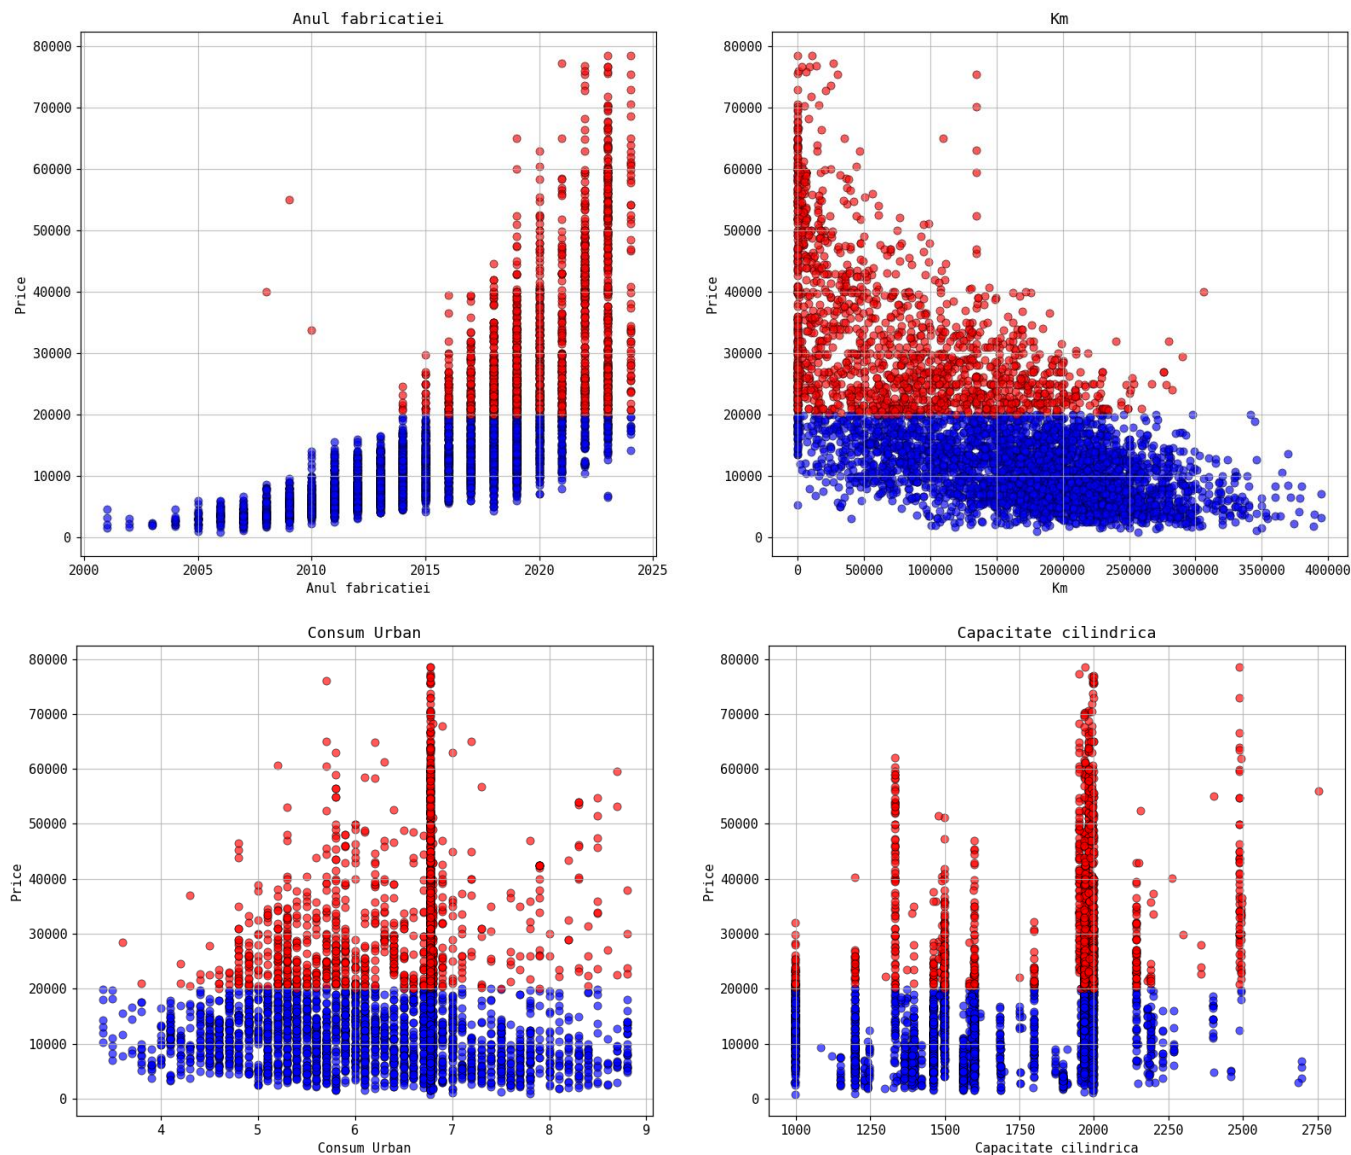 Anul fabricatiei
80000
70000
60000
50000
40000
30000
20000
10000
0
Price
2000 2005 2010 2015 2020 2025
Anul fabricatiei
Km
80000
70000
60000
50000
40000
30000
20000
10000
0
Price
0 50000 100000 150000 200000 250000 300000 350000 400000
Km
Consum Urban
80000
70000
60000
50000
40000
30000
20000
10000
0
Price
4 5 6 7 8 9
Consum Urban
Capacitate cilindrica
80000
70000
60000
50000
40000
30000
20000
10000
0
Price
1000 1250 1500 1750 2000 2250 2500 2750
Capacitate cilindrica